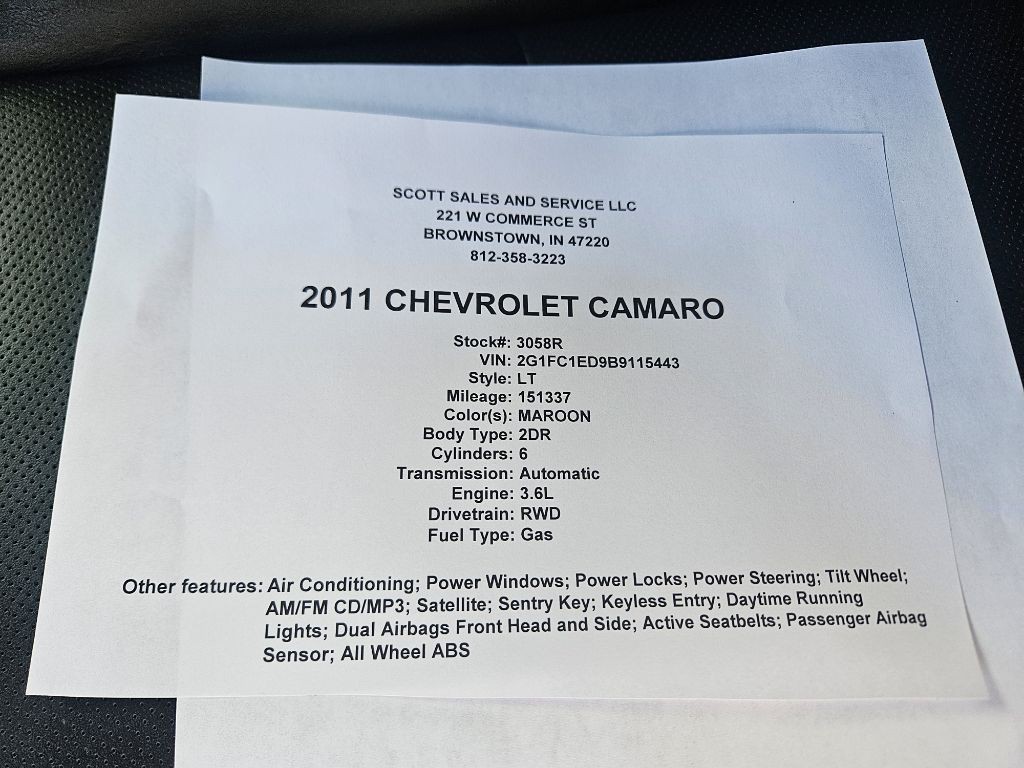 SCOTT SALES AND SERVICE LLC
221 W COMMERCE ST
BROWNSTOWN, IN 47220
812-358-3223
2011 CHEVROLET CAMARO
Stock#: 3058R
VIN: 2G1FC1ED9B9115443
Style: LT
Mileage: 151337
Color(s): MAROON
Body Type: 2DR
Cylinders: 6
Transmission: Automatic
Engine: 3.6L
Drivetrain: RWD
Fuel Type: Gas
Other features: Air Conditioning; Power Windows; Power Locks; Power Steering; Tilt Wheel;
AM/FM CD/MP3; Satellite; Sentry Key; Keyless Entry; Daytime Running
Lights; Dual Airbags Front Head and Side; Active Seatbelts; Passenger Airbag
Sensor; All Wheel ABS